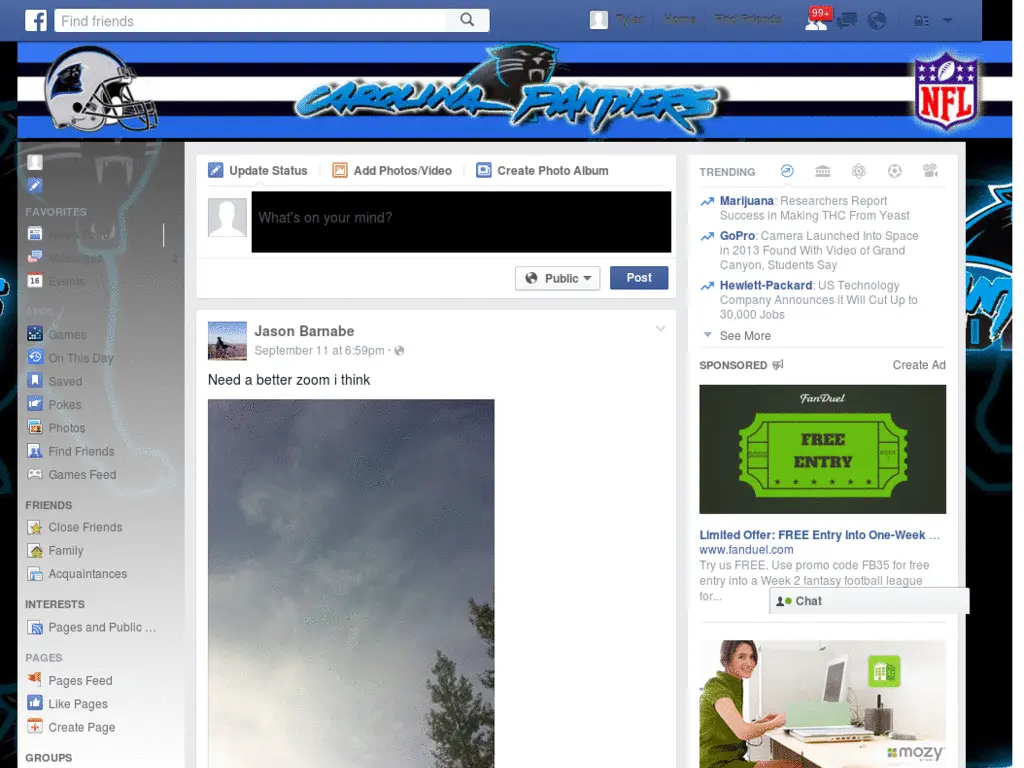 Find friends
Tyler
Home
Find Friends
99+
CAROLINA PANTHERS
NFL
FAVORITES
Messages
2
16
Events
APPS
Games
On This Day
Saved
Pokes
Photos
Find Friends
Games Feed
FRIENDS
Close Friends
Family
Acquaintances
INTERESTS
Pages and Public ...
PAGES
Pages Feed
Like Pages
Create Page
GROUPS
Update Status
Add Photos/Video
Create Photo Album
What's on your mind?
Public
Post
Jason Barnabe
September 11 at 6:59pm ·
Need a better zoom i think
TRENDING
Marijuana: Researchers Report
Success in Making THC From Yeast
GoPro: Camera Launched Into Space
in 2013 Found With Video of Grand
Canyon, Students Say
Hewlett-Packard: US Technology
Company Announces it Will Cut Up to
30,000 Jobs
See More
SPONSORED
Create Ad
FanDuel
FREE
ENTRY
Limited Offer: FREE Entry Into One-Week ...
www.fanduel.com
Try us FREE. Use promo code FB35 for free
entry into a Week 2 fantasy football league
for...
Chat
mozy